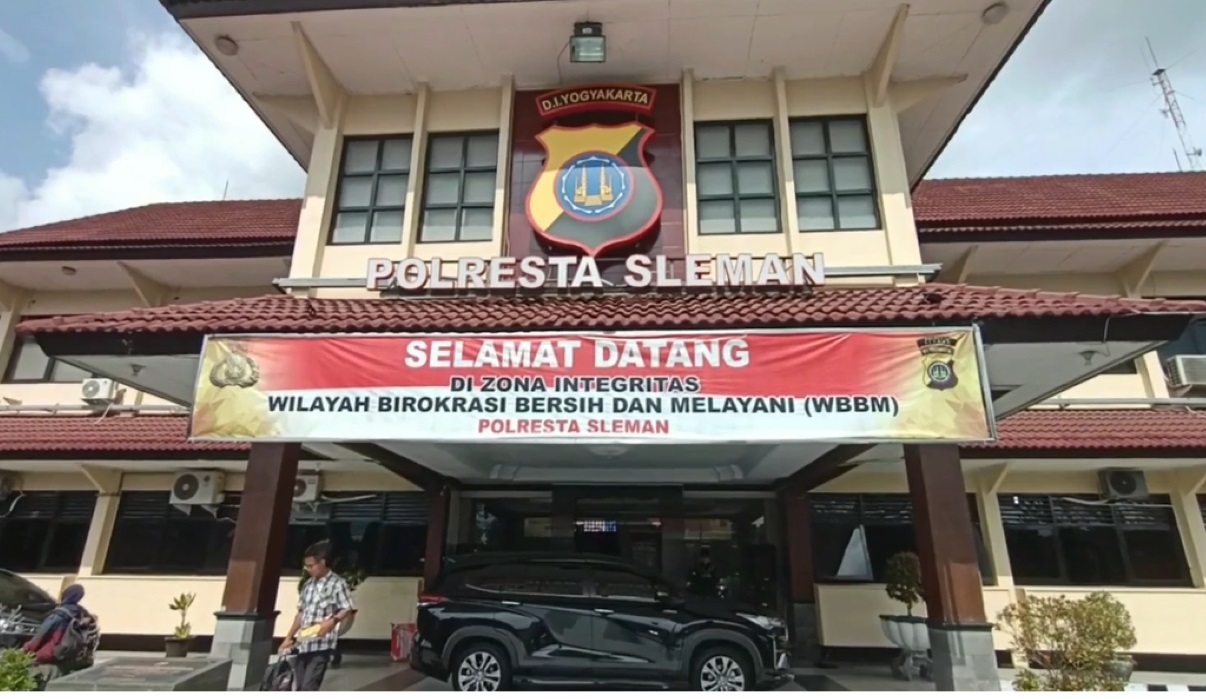 D.I.YOGYAKARTA
POLRESTA SLEMAN
SELAMAT DATANG
DI ZONA INTEGRITAS
WILAYAH BIROKRASI BERSIH DAN MELAYANI (WBBM)
POLRESTA SLEMAN